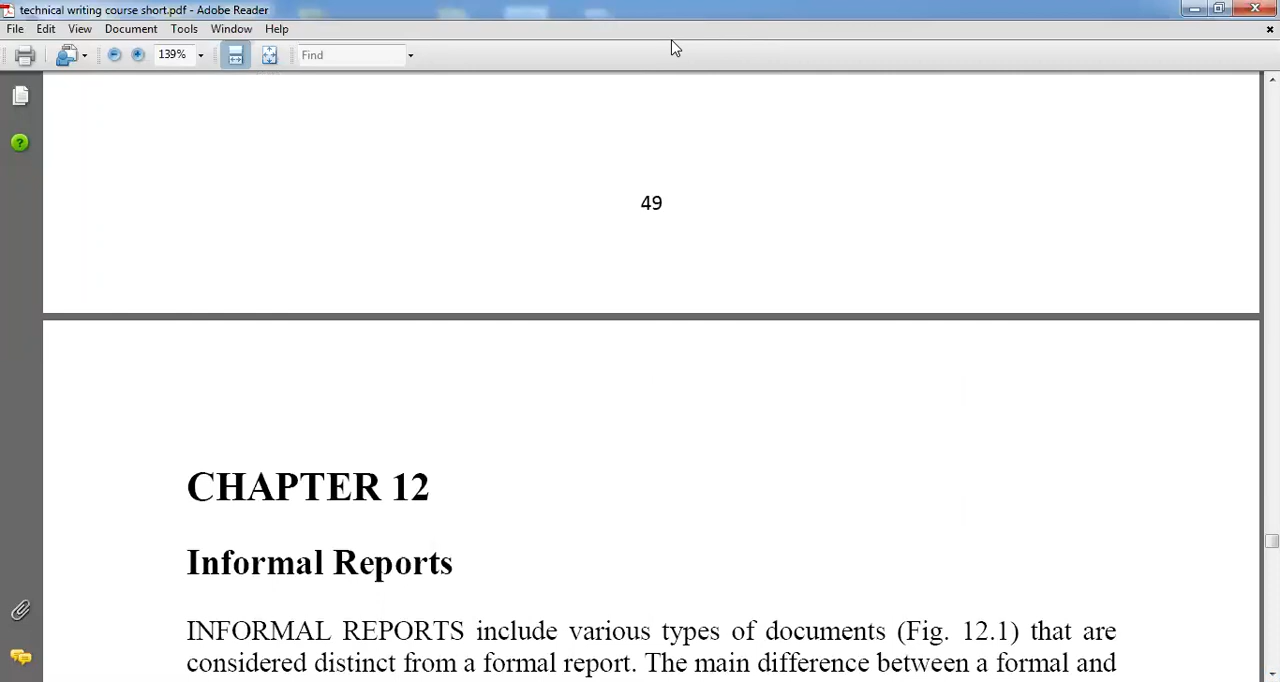 technical writing course short.pdf - Adobe Reader
File Edit View Document Tools Window Help
139% Find
49
CHAPTER 12
Informal Reports
INFORMAL REPORTS include various types of documents (Fig. 12.1) that are
considered distinct from a formal report. The main difference between a formal and